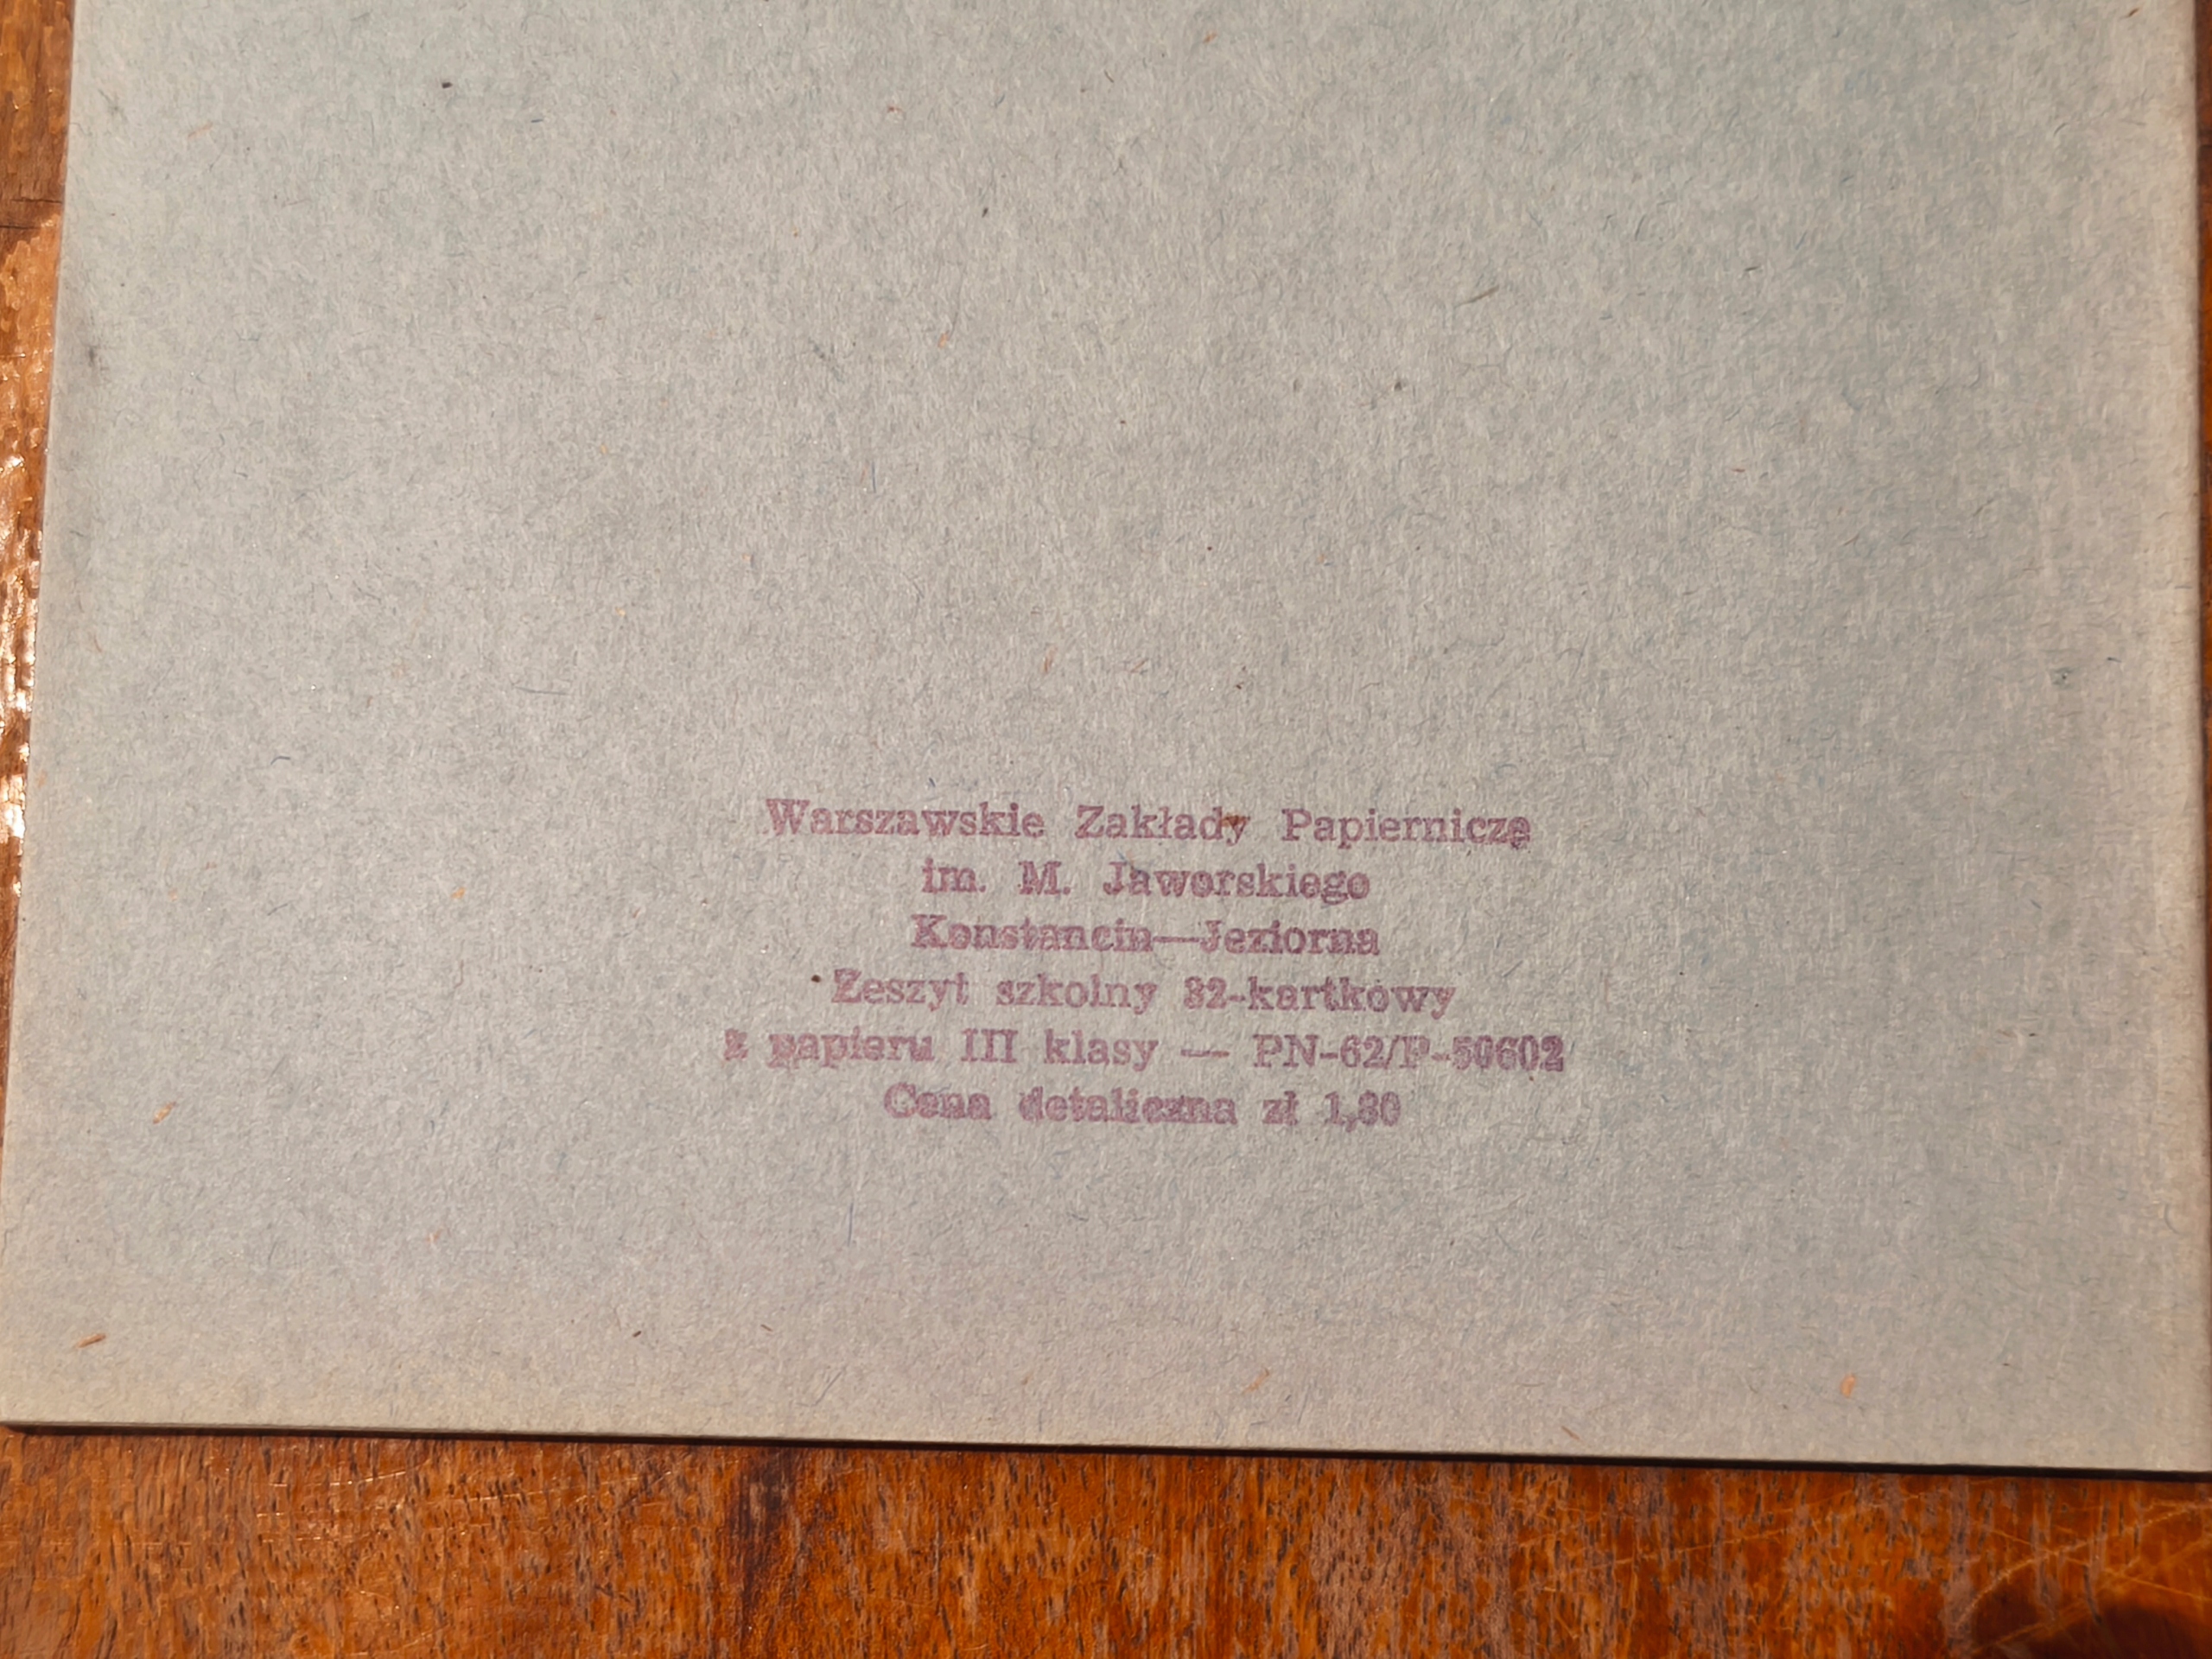 Warszawskie Zakłady Papiernicze
im. M. Jaworskiego
Konstancin—Jeziorna
Zeszyt szkolny 32-kartkowy
z papieru III klasy — PN-62/P-50602
Cena detaliczna zł 1,80